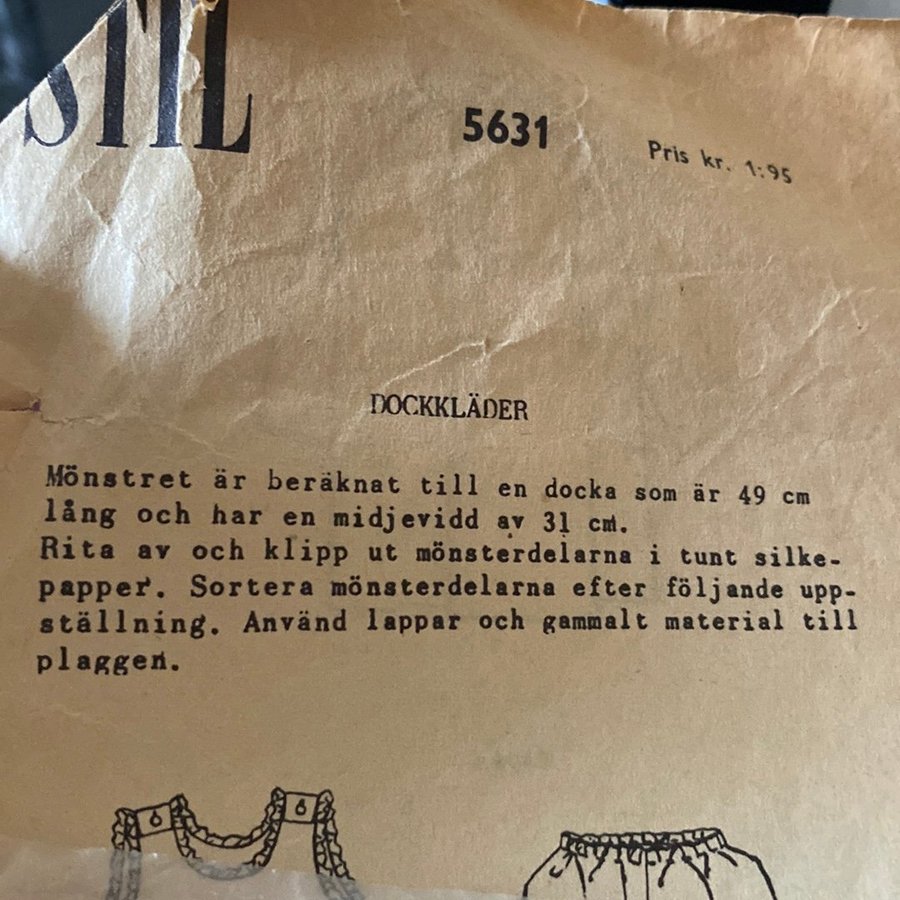 STIL
5631
Pris kr. 1:95
DOCKKLÄDER
Mönstret är beräknat till en docka som är 49 cm
lång och har en midjevidd av 31 cm.
Rita av och klipp ut mönsterdelarna i tunt silke-
papper. Sortera mönsterdelarna efter följande upp-
ställning. Använd lappar och gammalt material till
plaggen.